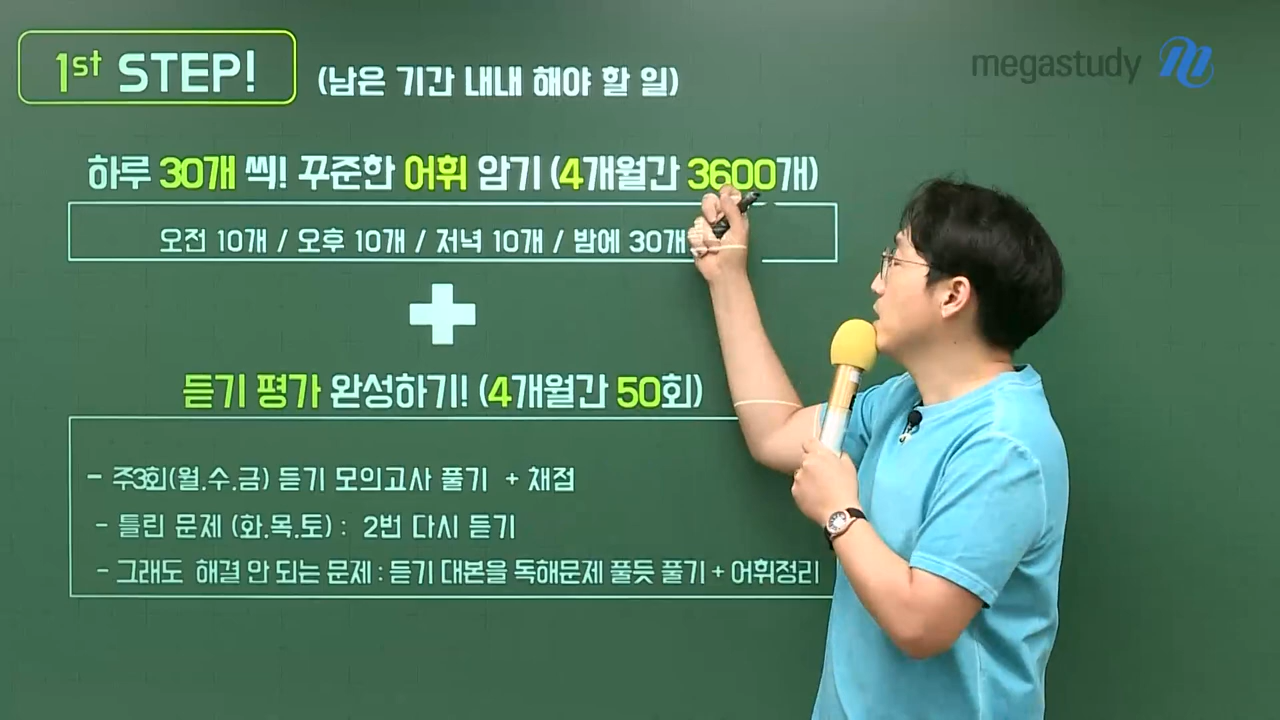 1st STEP! (남은 기간 내내 해야 할 일)
megastudy
하루 30개 씩! 꾸준한 어휘 암기 (4개월간 3600개)
오전 10개 / 오후 10개 / 저녁 10개 / 밤에 30개
듣기 평가 완성하기! (4개월간 50회)
- 주3회(월.수.금) 듣기 모의고사 풀기 + 채점
- 틀린 문제 (화.목.토) : 2번 다시 듣기
- 그래도 해결 안 되는 문제 : 듣기 대본을 독해문제 풀듯 풀기 + 어휘정리